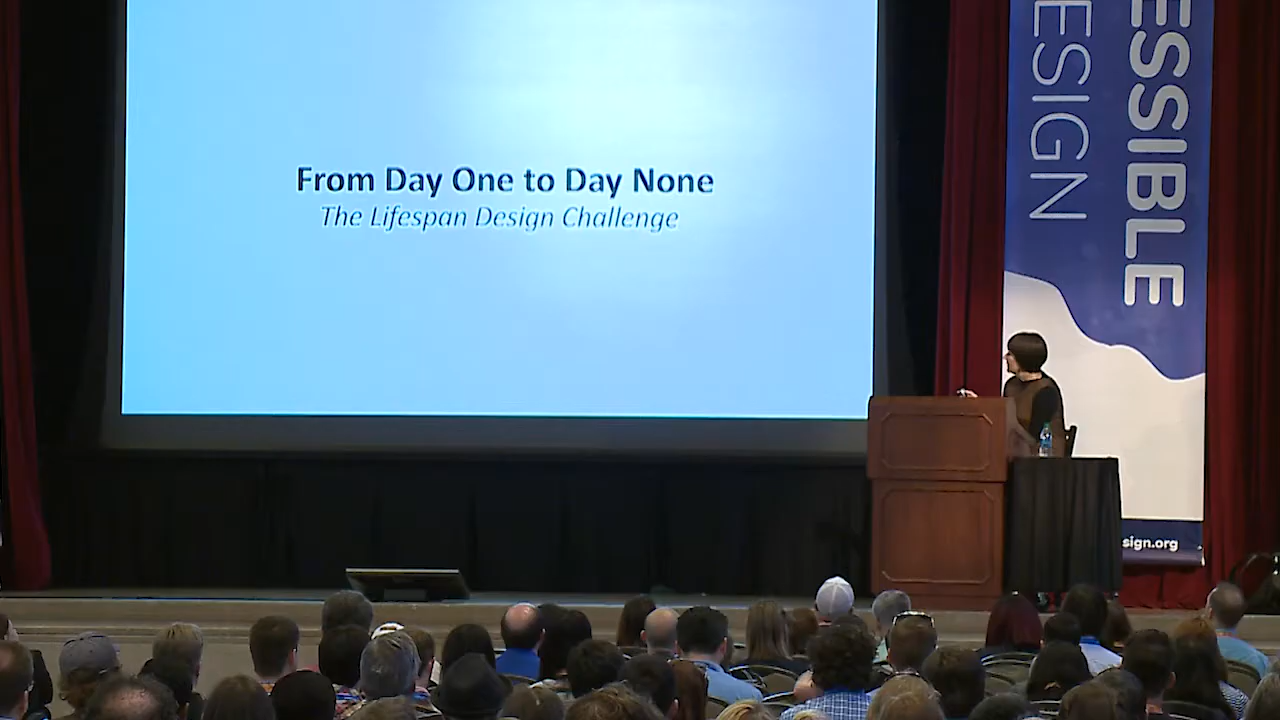 From Day One to Day None
The Lifespan Design Challenge
ESSIBLE
ESIGN
sign.org